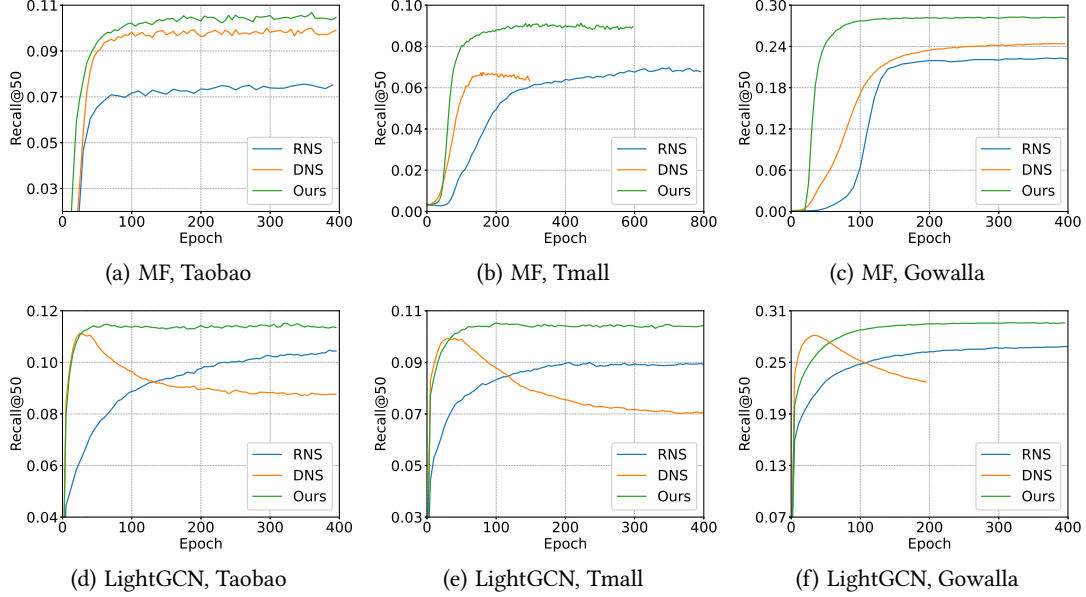 Recall@50
0.11
0.09
0.07
0.05
0.03
0 100 200 300 400
Epoch
RNS
DNS
Ours
(a) MF, Taobao
Recall@50
0.10
0.08
0.06
0.04
0.02
0.00
0 100 200 300 400 500 600 700 800
Epoch
RNS
DNS
Ours
(b) MF, Tmall
Recall@50
0.30
0.24
0.18
0.12
0.06
0.00
0 100 200 300 400
Epoch
RNS
DNS
Ours
(c) MF, Gowalla
Recall@50
0.12
0.10
0.08
0.06
0.04
0 100 200 300 400
Epoch
RNS
DNS
Ours
(d) LightGCN, Taobao
Recall@50
0.11
0.09
0.07
0.05
0.03
0 100 200 300 400
Epoch
RNS
DNS
Ours
(e) LightGCN, Tmall
Recall@50
0.31
0.25
0.19
0.13
0.07
0 100 200 300 400
Epoch
RNS
DNS
Ours
(f) LightGCN, Gowalla